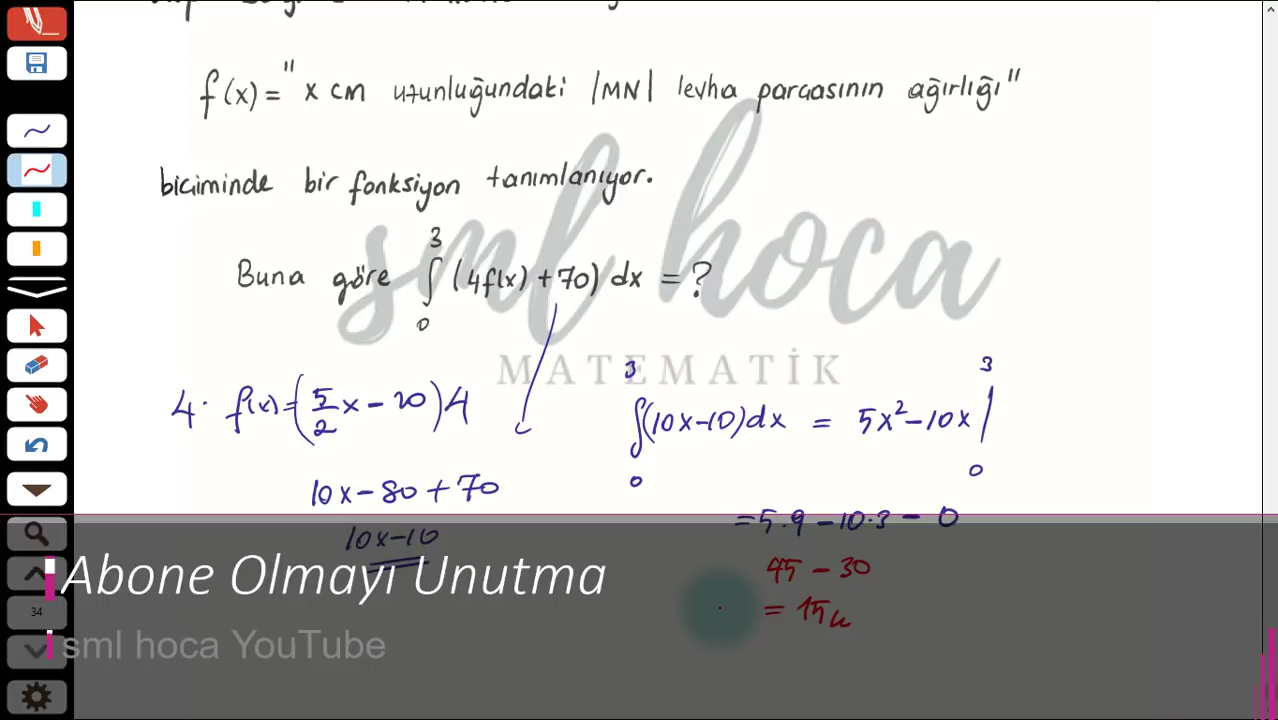 f(x) = " x cm uzunluğundaki |MN| levha parçasının ağırlığı "
biçiminde bir fonksiyon tanımlanıyor.
sml hoca
MATEMATİK
Buna göre ∫₀³ (4f(x) + 70) dx = ?
4. f(x) = (5/2 x − 20) 4
10x − 80 + 70
10x − 10
∫₀³ (10x − 10) dx = 5x² − 10x |₀³
= 5.9 − 10.3 − 0
45 − 30
= 15
Abone Olmayı Unutma
sml hoca YouTube
34